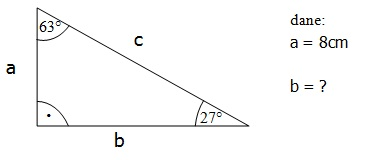 63°
c
dane:
a = 8cm
a
b = ?
27°
b